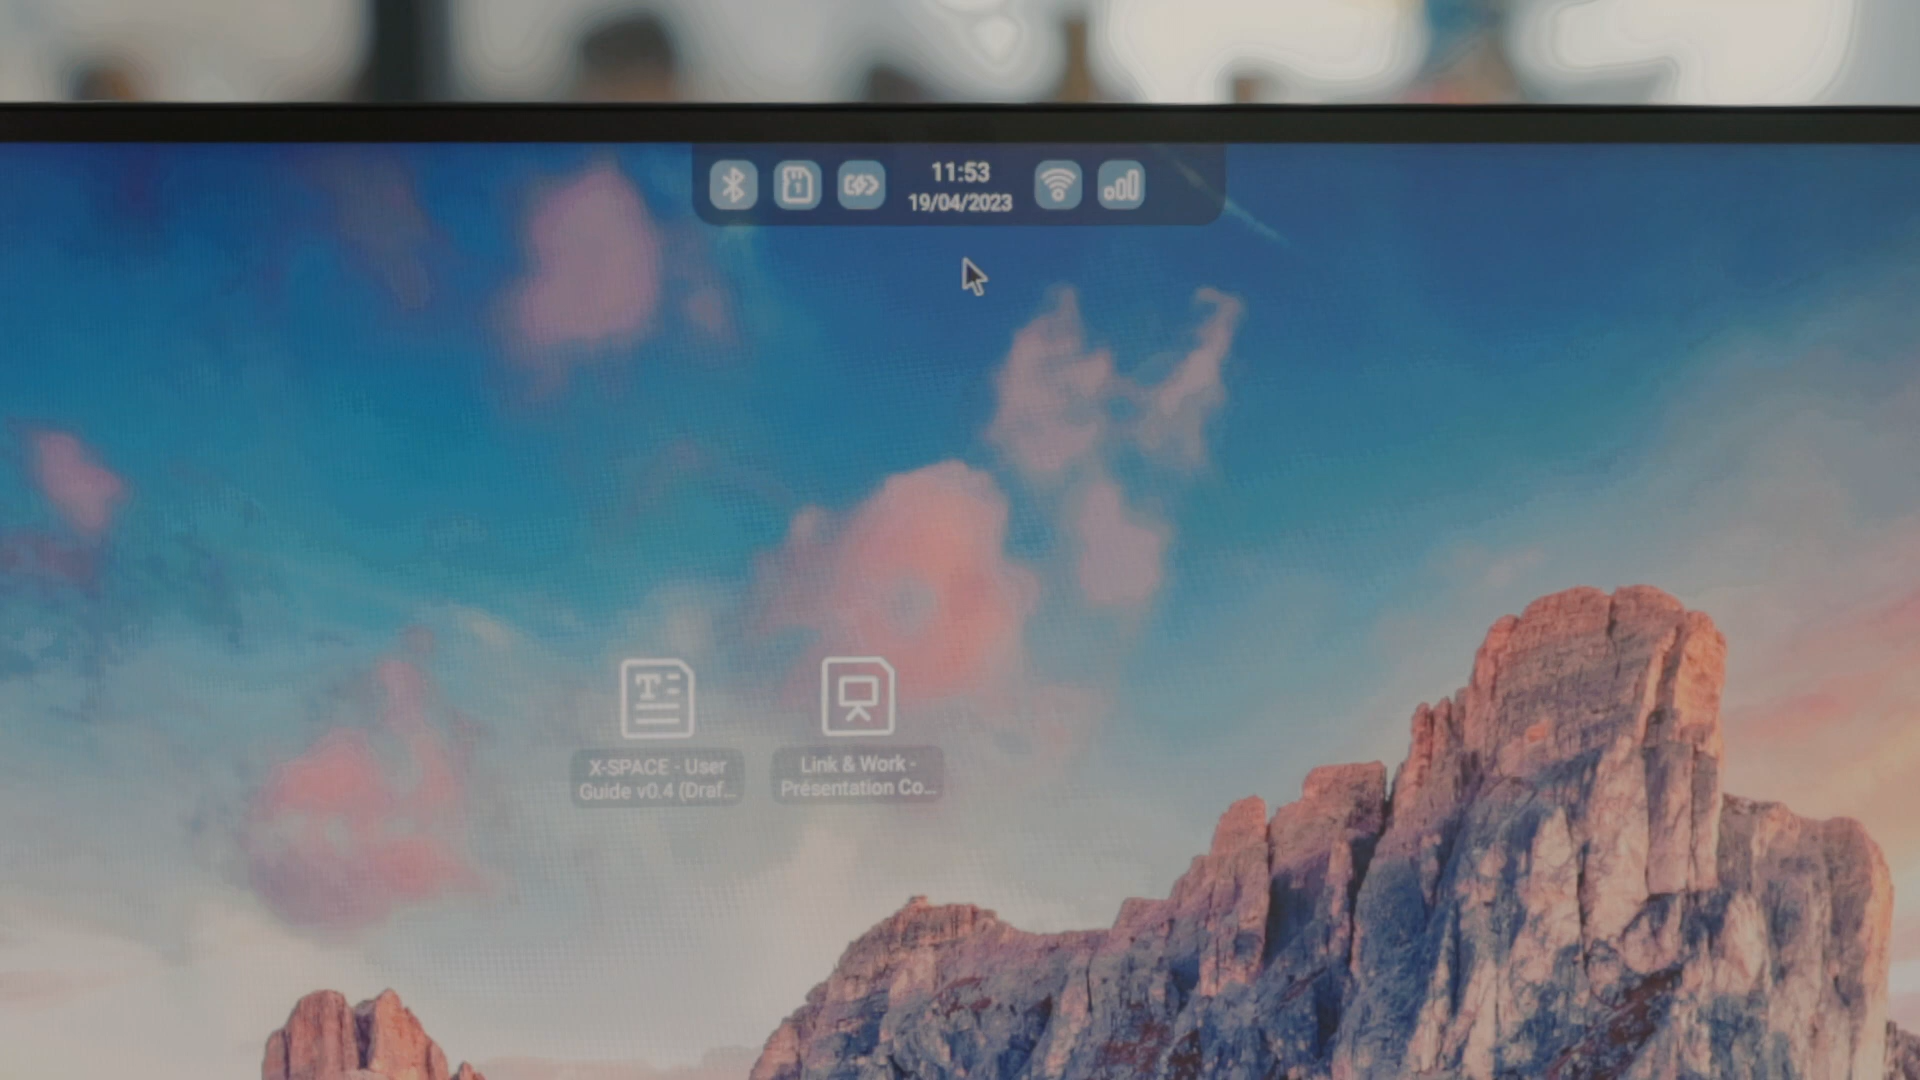 11:53
19/04/2023
X-SPACE - User
Guide v0.4 (Draf...
Link & Work -
Présentation Co...